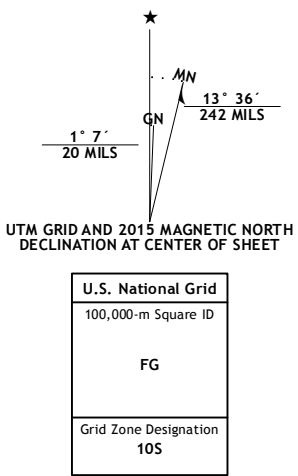 ★
MN
GN
13° 36´
242 MILS
1° 7´
20 MILS
UTM GRID AND 2015 MAGNETIC NORTH
DECLINATION AT CENTER OF SHEET
U.S. National Grid
100,000-m Square ID
FG
Grid Zone Designation
10S